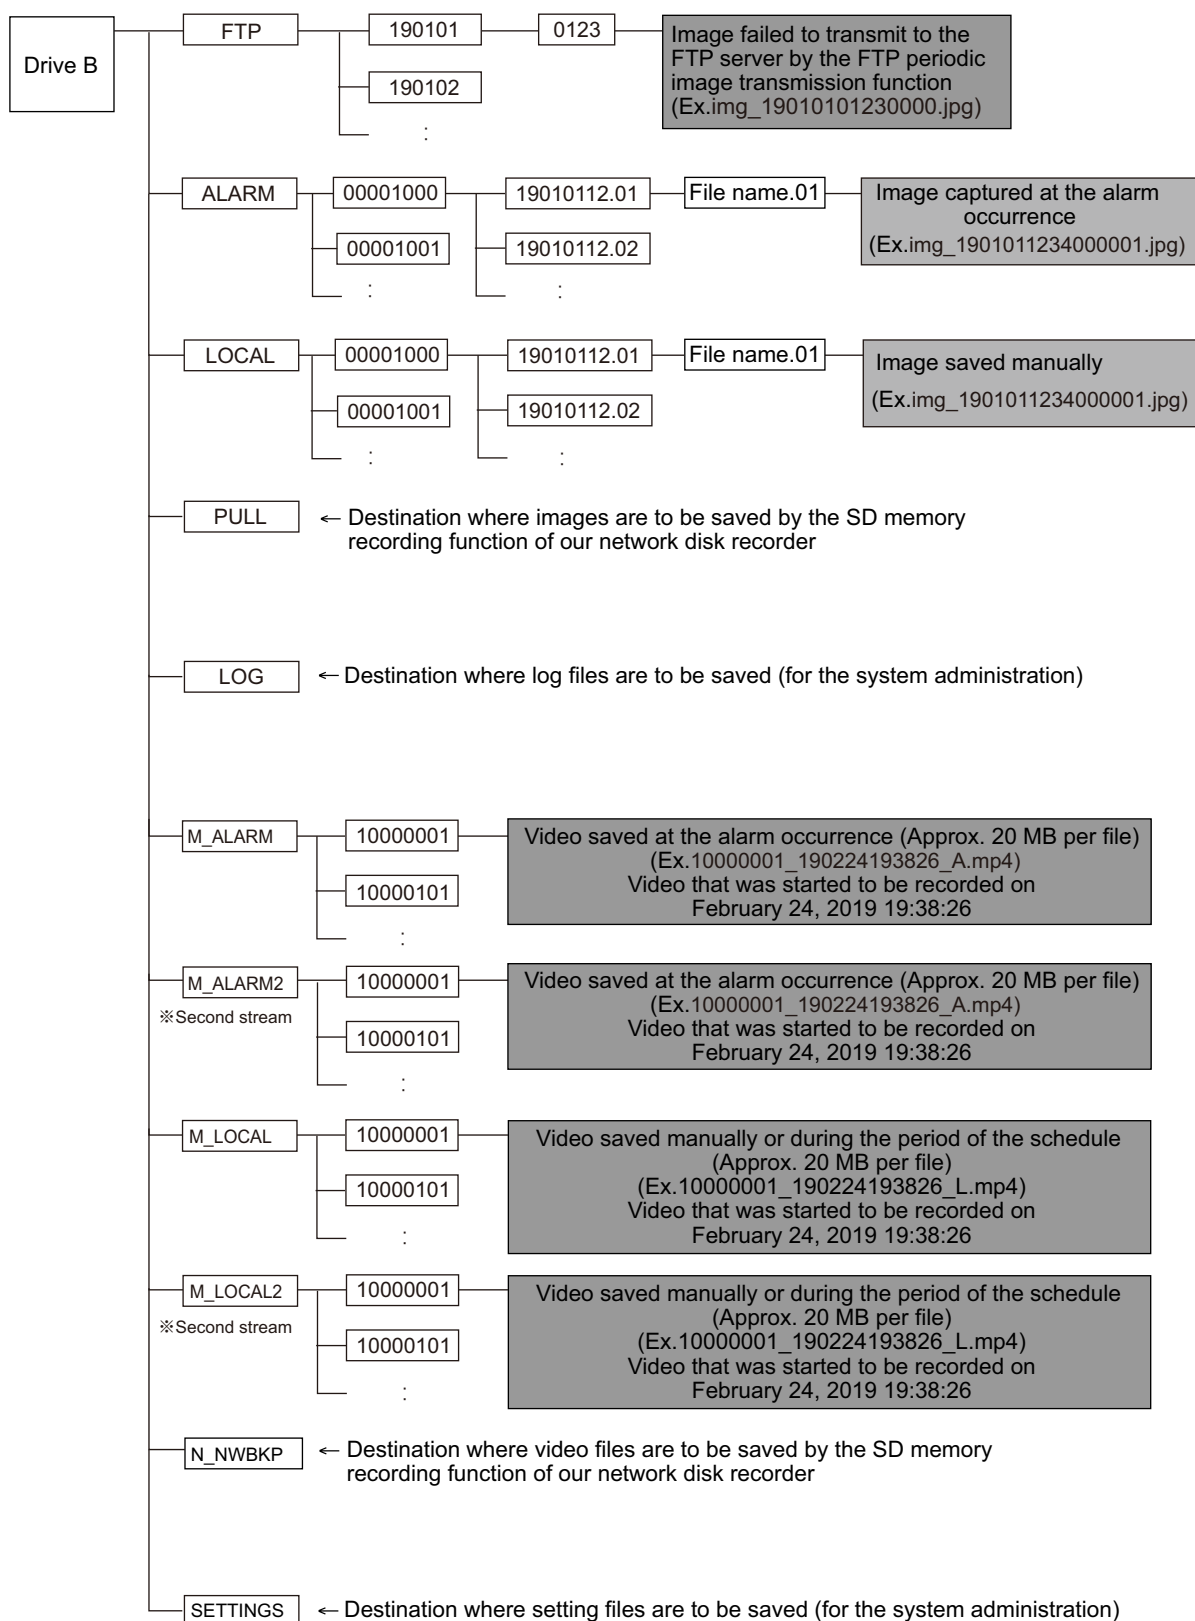 Drive B
FTP
190101
0123
Image failed to transmit to the
FTP server by the FTP periodic
image transmission function
(Ex.img_19010101230000.jpg)
190102
:
ALARM
00001000
19010112.01
File name.01
Image captured at the alarm
occurrence
(Ex.img_1901011234000001.jpg)
00001001
19010112.02
:
:
LOCAL
00001000
19010112.01
File name.01
Image saved manually
(Ex.img_1901011234000001.jpg)
00001001
19010112.02
:
:
PULL
← Destination where images are to be saved by the SD memory
recording function of our network disk recorder
LOG
← Destination where log files are to be saved (for the system administration)
M_ALARM
10000001
Video saved at the alarm occurrence (Approx. 20 MB per file)
(Ex.10000001_190224193826_A.mp4)
Video that was started to be recorded on
February 24, 2019 19:38:26
10000101
:
M_ALARM2
※Second stream
10000001
Video saved at the alarm occurrence (Approx. 20 MB per file)
(Ex.10000001_190224193826_A.mp4)
Video that was started to be recorded on
February 24, 2019 19:38:26
10000101
:
M_LOCAL
10000001
Video saved manually or during the period of the schedule
(Approx. 20 MB per file)
(Ex.10000001_190224193826_L.mp4)
Video that was started to be recorded on
February 24, 2019 19:38:26
10000101
:
M_LOCAL2
※Second stream
10000001
Video saved manually or during the period of the schedule
(Approx. 20 MB per file)
(Ex.10000001_190224193826_L.mp4)
Video that was started to be recorded on
February 24, 2019 19:38:26
10000101
:
N_NWBKP
← Destination where video files are to be saved by the SD memory
recording function of our network disk recorder
SETTINGS
← Destination where setting files are to be saved (for the system administration)